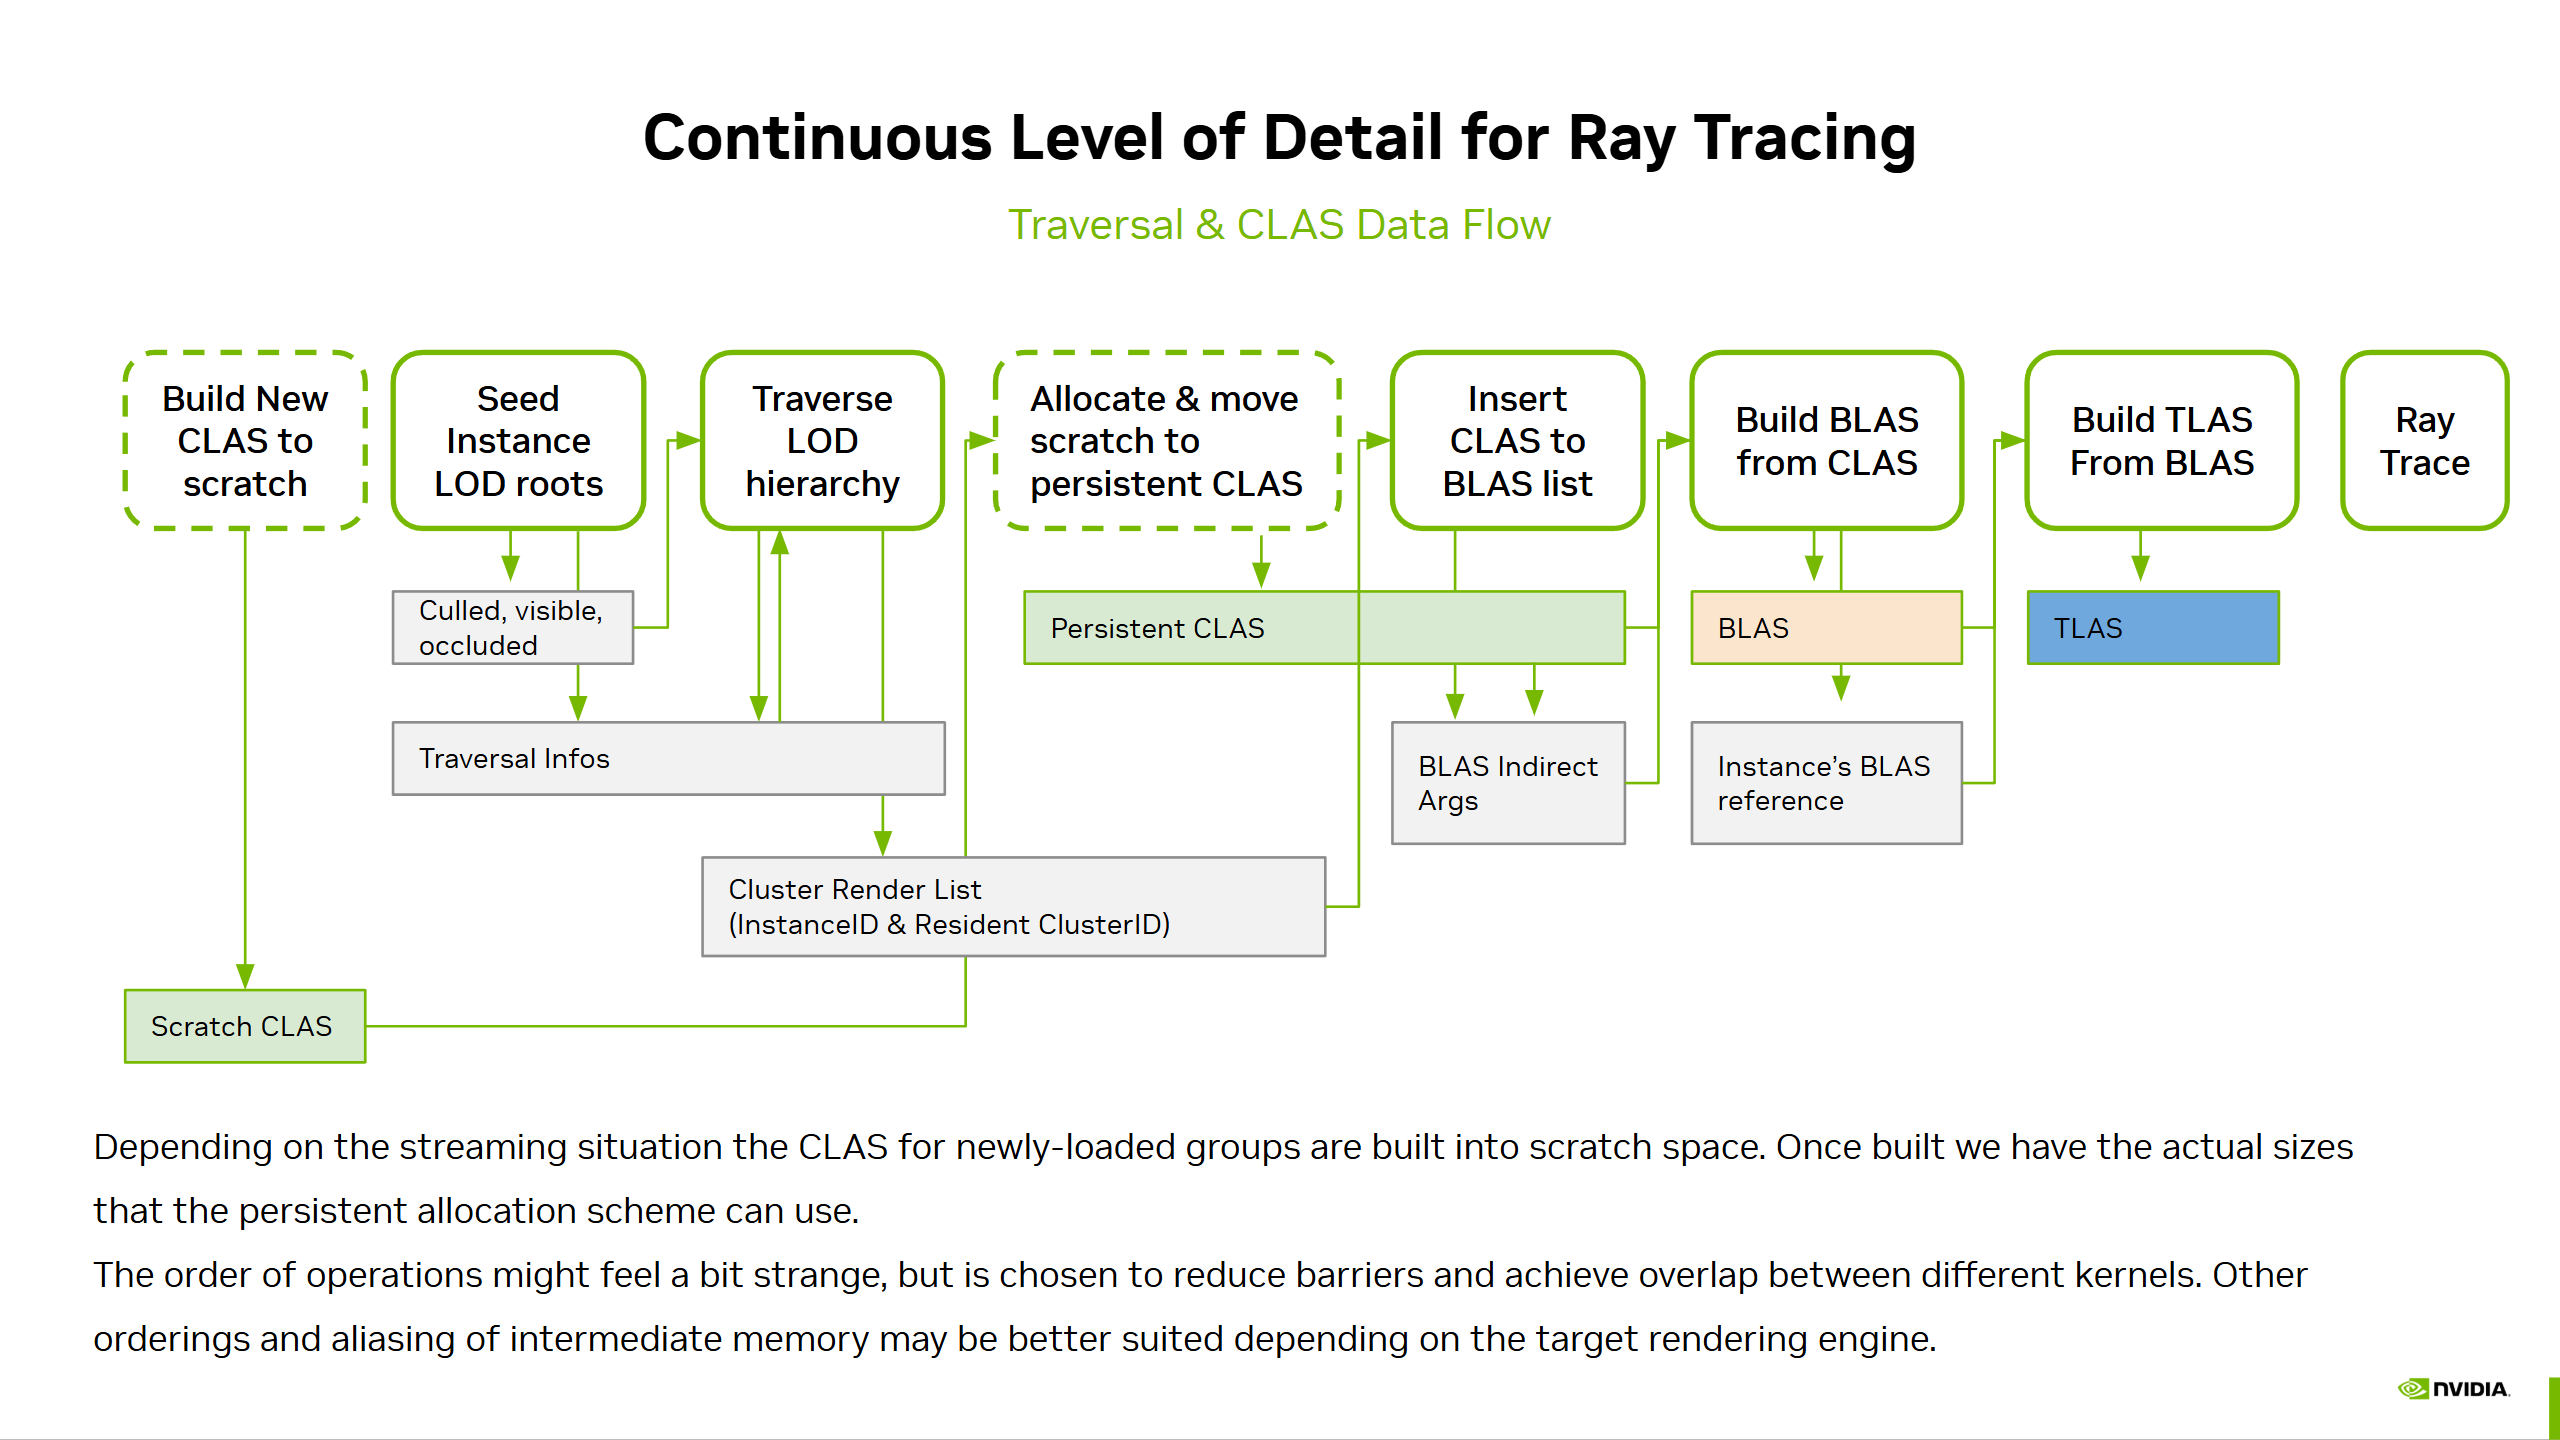 Continuous Level of Detail for Ray Tracing
Traversal & CLAS Data Flow
Build New
CLAS to
scratch
Seed
Instance
LOD roots
Traverse
LOD
hierarchy
Allocate & move
scratch to
persistent CLAS
Insert
CLAS to
BLAS list
Build BLAS
from CLAS
Build TLAS
From BLAS
Ray
Trace
Culled, visible,
occluded
Persistent CLAS
BLAS
TLAS
Traversal Infos
BLAS Indirect
Args
Instance’s BLAS
reference
Cluster Render List
(InstanceID & Resident ClusterID)
Scratch CLAS
Depending on the streaming situation the CLAS for newly-loaded groups are built into scratch space. Once built we have the actual sizes
that the persistent allocation scheme can use.
The order of operations might feel a bit strange, but is chosen to reduce barriers and achieve overlap between different kernels. Other
orderings and aliasing of intermediate memory may be better suited depending on the target rendering engine.
NVIDIA.